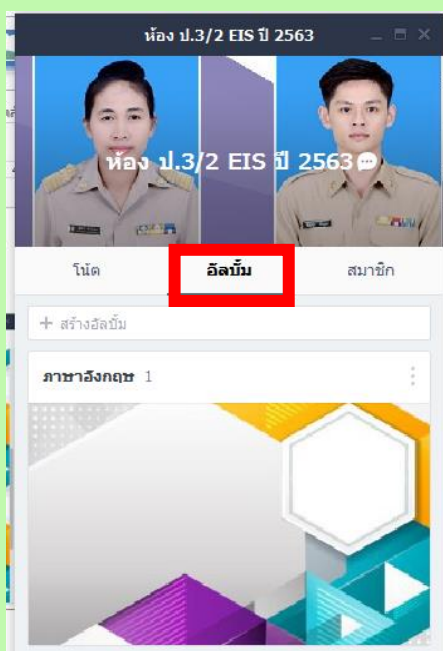 ห้อง ป.3/2 EIS ปี 2563
ห้อง ป.3/2 EIS ปี 2563
โน้ต อัลบั้ม สมาชิก
+ สร้างอัลบั้ม
ภาษาอังกฤษ 1